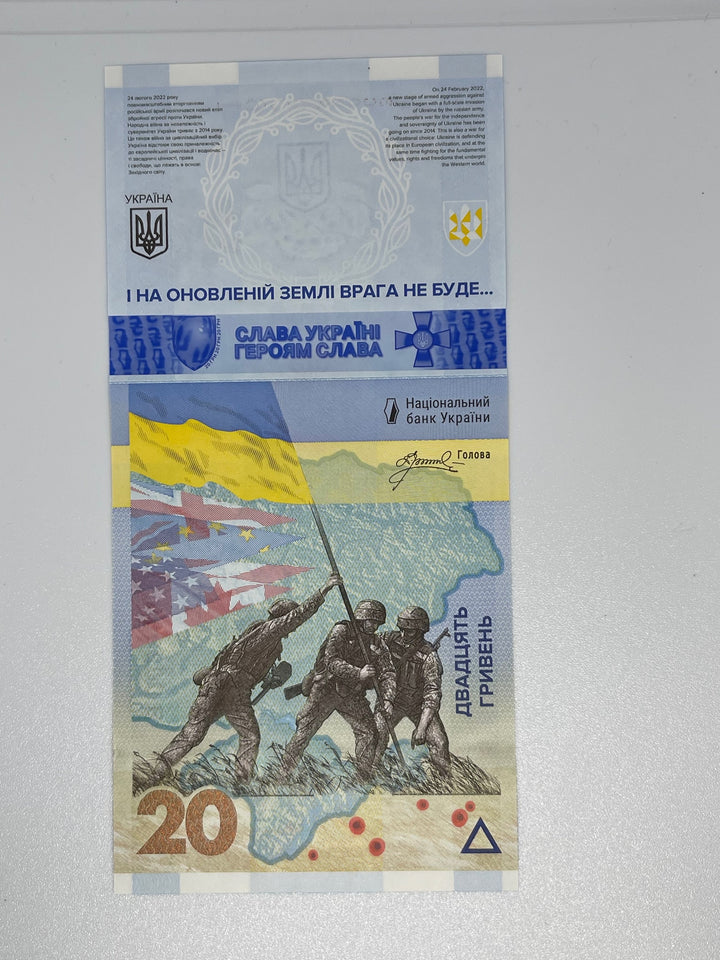 24 лютого 2022 року
повномасштабним вторгненням
російської армії розпочався новий етап
збройної агресії проти України.
Народна війна за незалежність і
суверенітет України триває з 2014 року.
Це також війна за цивілізаційний вибір.
Україна відстоює свою приналежність
до європейської цивілізації і водночас –
ті засадничі цінності, права
і свободи, що лежать в основі
Західного світу.
On 24 February 2022,
a new stage of armed aggression against
Ukraine began with a full-scale invasion
of Ukraine by the russian army.
The people's war for the independence
and sovereignty of Ukraine has been
going on since 2014. This is also a war for
a civilizational choice: Ukraine is defending
its place in European civilization, and at the
same time fighting for the fundamental
values, rights and freedoms that undergird
the Western world.
УКРАЇНА
І НА ОНОВЛЕНІЙ ЗЕМЛІ ВРАГА НЕ БУДЕ...
СЛАВА УКРАЇНІ
ГЕРОЯМ СЛАВА
Національний
банк України
Голова
ДВАДЦЯТЬ
ГРИВЕНЬ
20